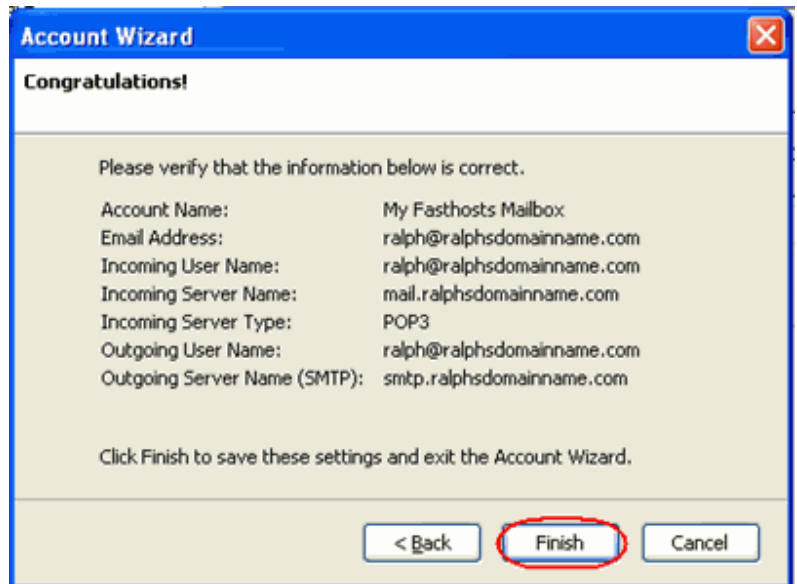 Account Wizard
Congratulations!
Please verify that the information below is correct.
Account Name: My Fasthosts Mailbox
Email Address: ralph@ralphsdomainname.com
Incoming User Name: ralph@ralphsdomainname.com
Incoming Server Name: mail.ralphsdomainname.com
Incoming Server Type: POP3
Outgoing User Name: ralph@ralphsdomainname.com
Outgoing Server Name (SMTP): smtp.ralphsdomainname.com
Click Finish to save these settings and exit the Account Wizard.
< Back Finish Cancel